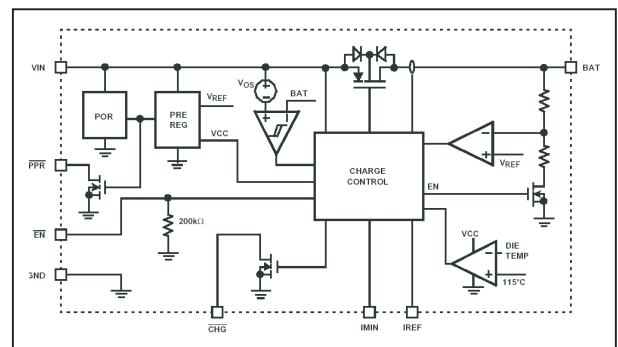 VIN
BAT
POR
PRE
REG
VREF
VCC
VOS
BAT
CHARGE
CONTROL
VREF
PPR
EN
EN
200kΩ
VCC
DIE
TEMP
115°C
GND
CHG
IMIN
IREF